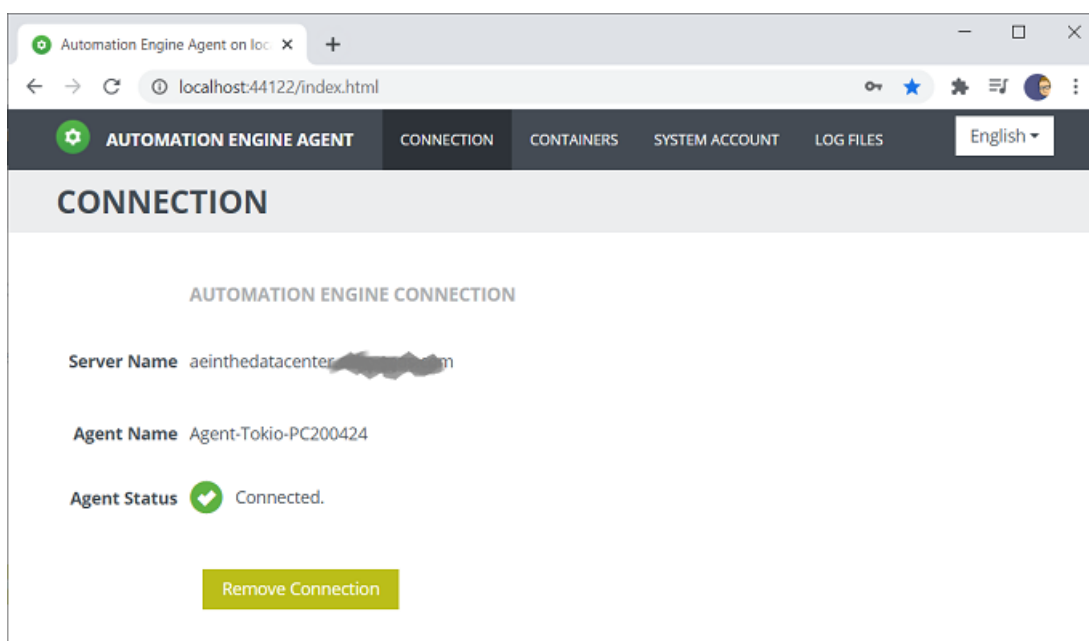 Automation Engine Agent on loc
localhost:44122/index.html
AUTOMATION ENGINE AGENT CONNECTION CONTAINERS SYSTEM ACCOUNT LOG FILES English
CONNECTION
AUTOMATION ENGINE CONNECTION
Server Name aeinthedatacenter
Agent Name Agent-Tokio-PC200424
Agent Status Connected.
Remove Connection